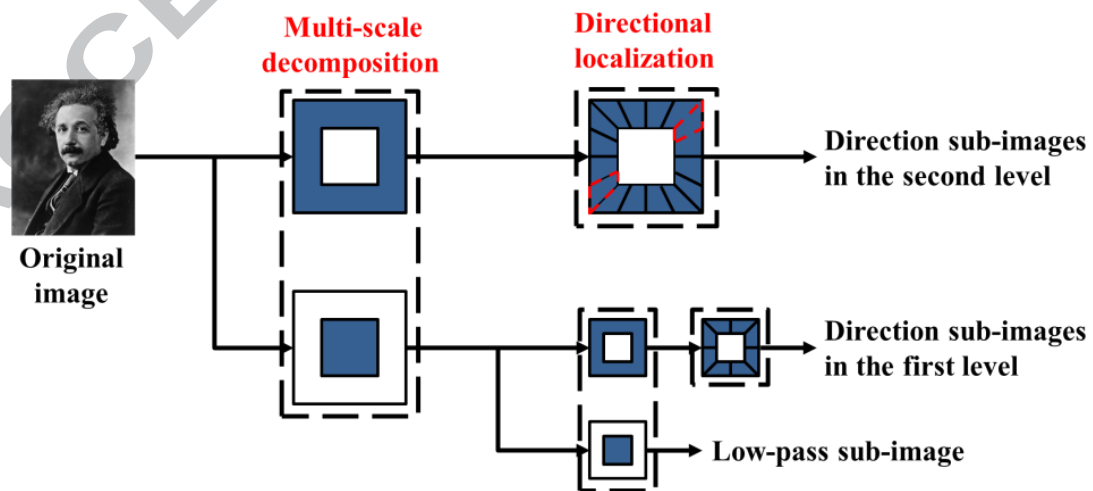 Multi-scale
decomposition
Directional
localization
Original
image
Direction sub-images
in the second level
Direction sub-images
in the first level
Low-pass sub-image